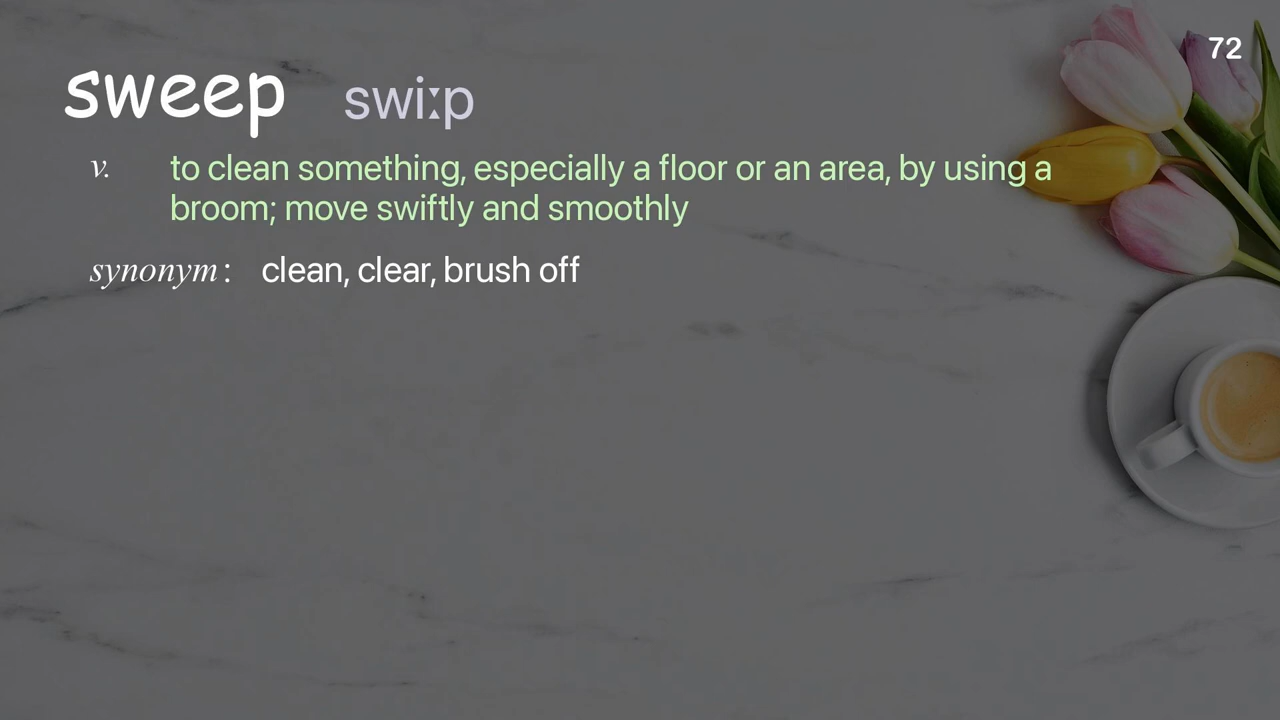 72
sweep swiːp
v. to clean something, especially a floor or an area, by using a
broom; move swiftly and smoothly
synonym : clean, clear, brush off